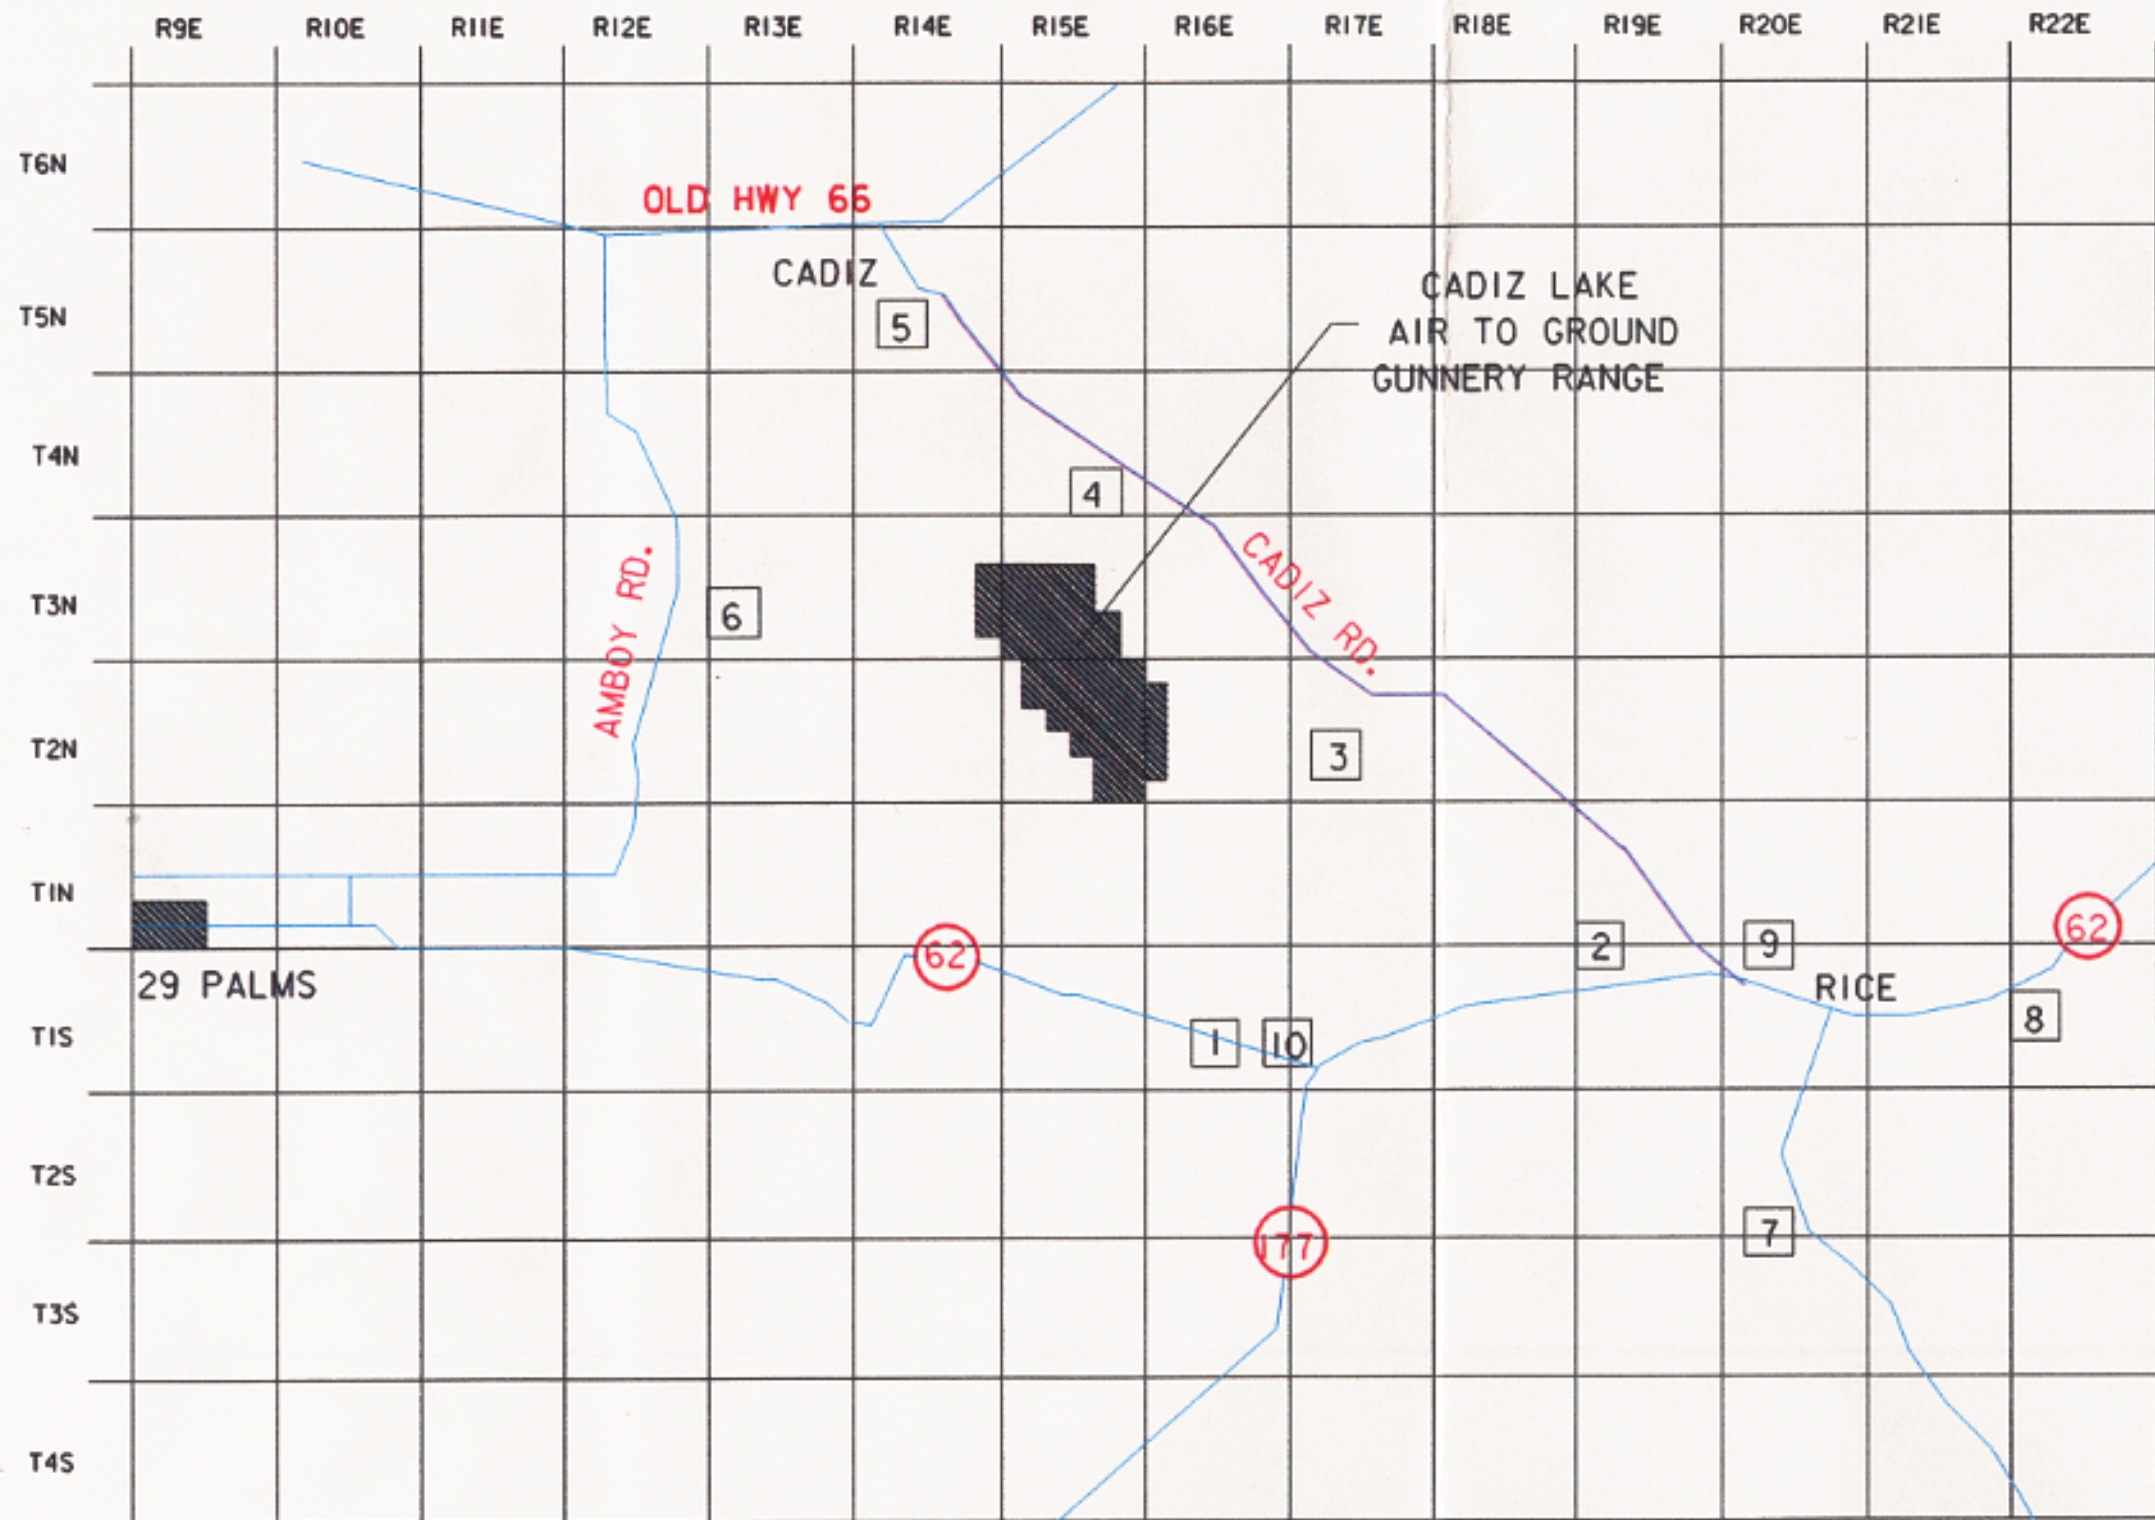 R9E R10E R11E R12E R13E R14E R15E R16E R17E R18E R19E R20E R21E R22E
T6N
OLD HWY 66
CADIZ
CADIZ LAKE
AIR TO GROUND
GUNNERY RANGE
T5N
5
T4N
4
CADIZ RD.
AMBOY RD.
T3N
6
T2N
3
T1N
62
2
9
62
29 PALMS
RICE
T1S
1
10
8
T2S
177
7
T3S
T4S